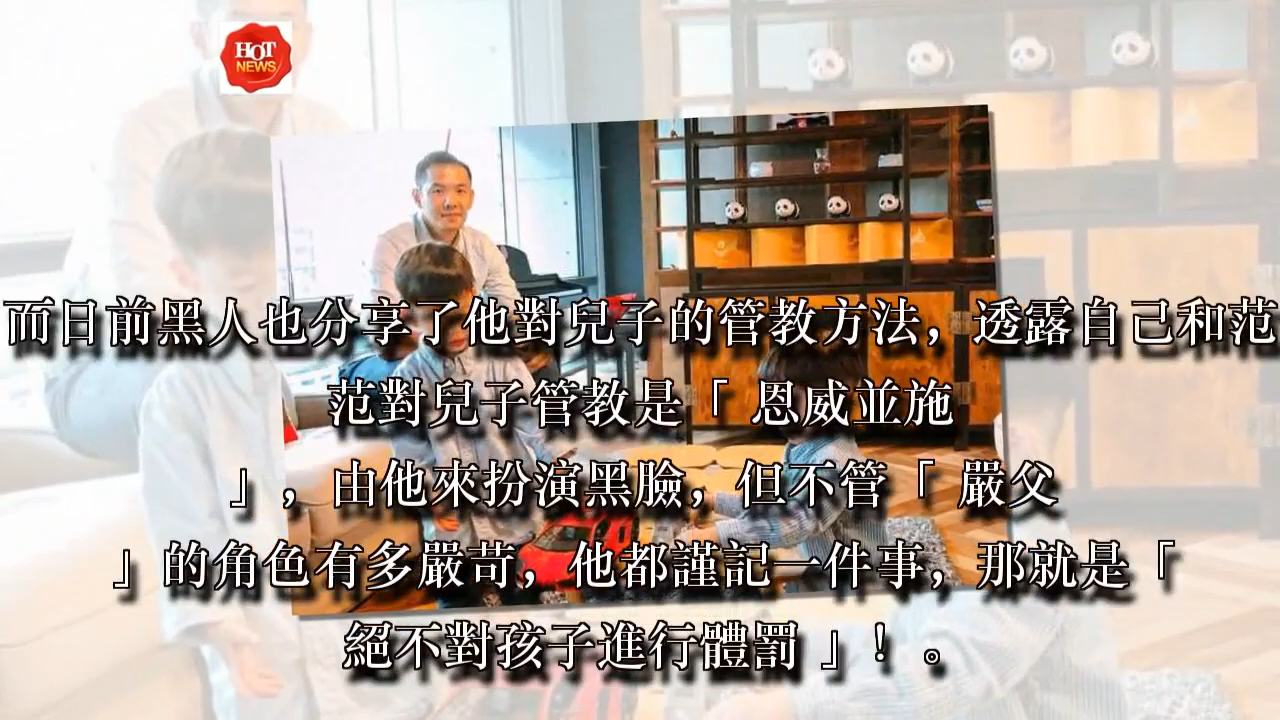 HOT
NEWS
而日前黑人也分享了他對兒子的管教方法，透露自己和范
范對兒子管教是「 恩威並施
」，由他來扮演黑臉，但不管「 嚴父
」的角色有多嚴苛，他都謹記一件事，那就是「
絕不對孩子進行體罰 」！。